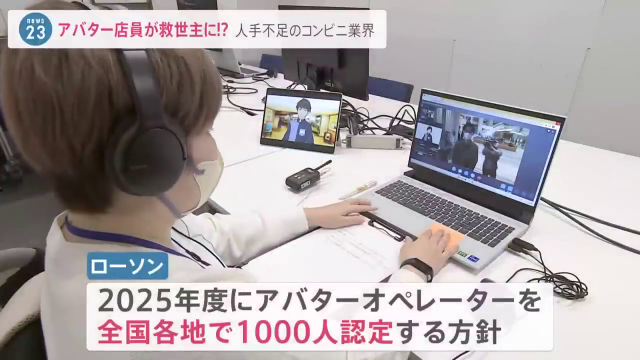 news
23
アバター店員が救世主に!? 人手不足のコンビニ業界
ローソン
2025年度にアバターオペレーターを
全国各地で1000人認定する方針